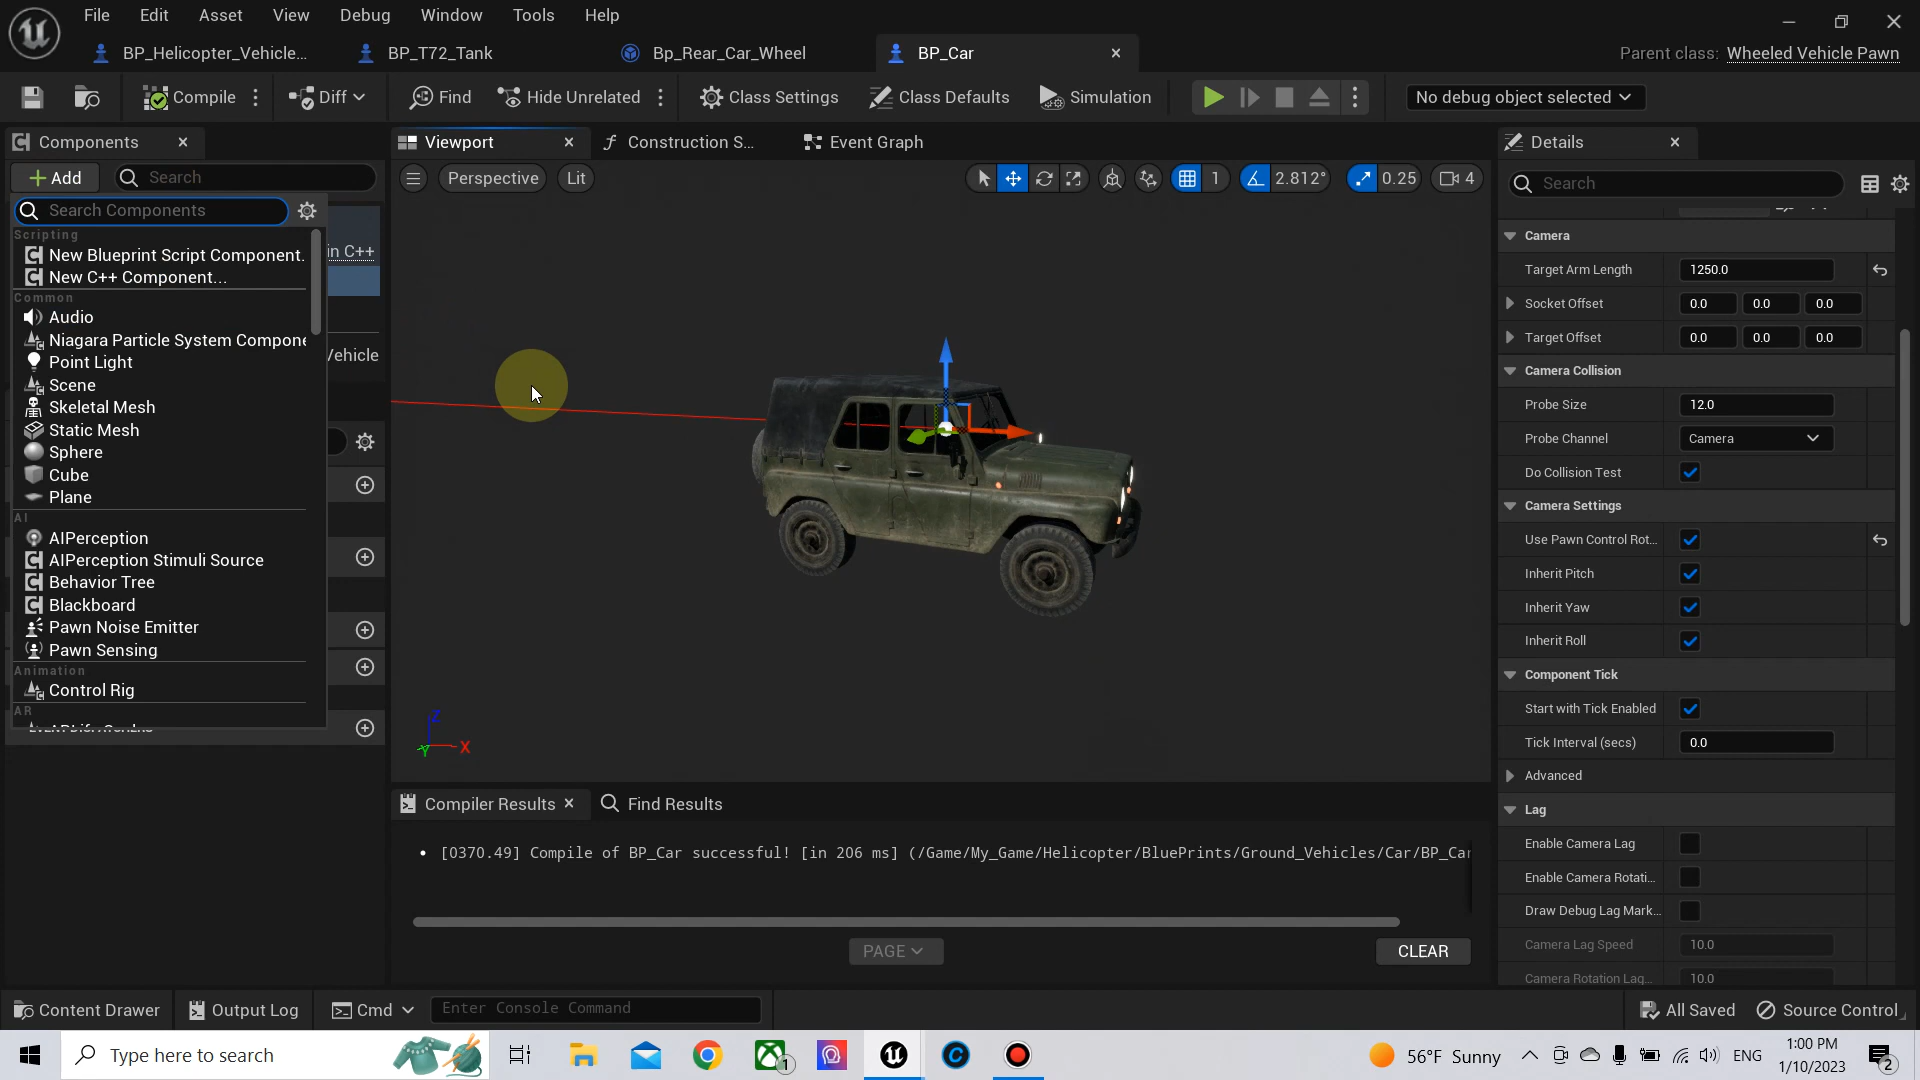 File Edit Asset View Debug Window Tools Help
BP_Helicopter_Vehicle...
BP_T72_Tank
Bp_Rear_Car_Wheel
BP_Car
Parent class: Wheeled Vehicle Pawn
Compile
Diff
Find
Hide Unrelated
Class Settings
Class Defaults
Simulation
No debug object selected
Components
Viewport
Construction S...
Event Graph
Details
Add
Search
Perspective
Lit
1
2.812°
0.25
4
Search
Search Components
Scripting
New Blueprint Script Component.
in C++
New C++ Component...
Common
Audio
Niagara Particle System Compone
Vehicle
Point Light
Scene
Skeletal Mesh
Static Mesh
Sphere
Cube
Plane
AI
AIPerception
AIPerception Stimuli Source
Behavior Tree
Blackboard
Pawn Noise Emitter
Pawn Sensing
Animation
Control Rig
AR
Z
Y
X
Camera
Target Arm Length 1250.0
Socket Offset 0.0 0.0 0.0
Target Offset 0.0 0.0 0.0
Camera Collision
Probe Size 12.0
Probe Channel Camera
Do Collision Test
Camera Settings
Use Pawn Control Rot...
Inherit Pitch
Inherit Yaw
Inherit Roll
Component Tick
Start with Tick Enabled
Tick Interval (secs) 0.0
Advanced
Lag
Enable Camera Lag
Enable Camera Rotati...
Draw Debug Lag Mark...
Camera Lag Speed 10.0
Camera Rotation Lag... 10.0
Compiler Results
Find Results
• [0370.49] Compile of BP_Car successful! [in 206 ms] (/Game/My_Game/Helicopter/BluePrints/Ground_Vehicles/Car/BP_Car
PAGE
CLEAR
Content Drawer
Output Log
Cmd
Enter Console Command
All Saved
Source Control
Type here to search
1
56°F Sunny
ENG
1:00 PM
1/10/2023
2